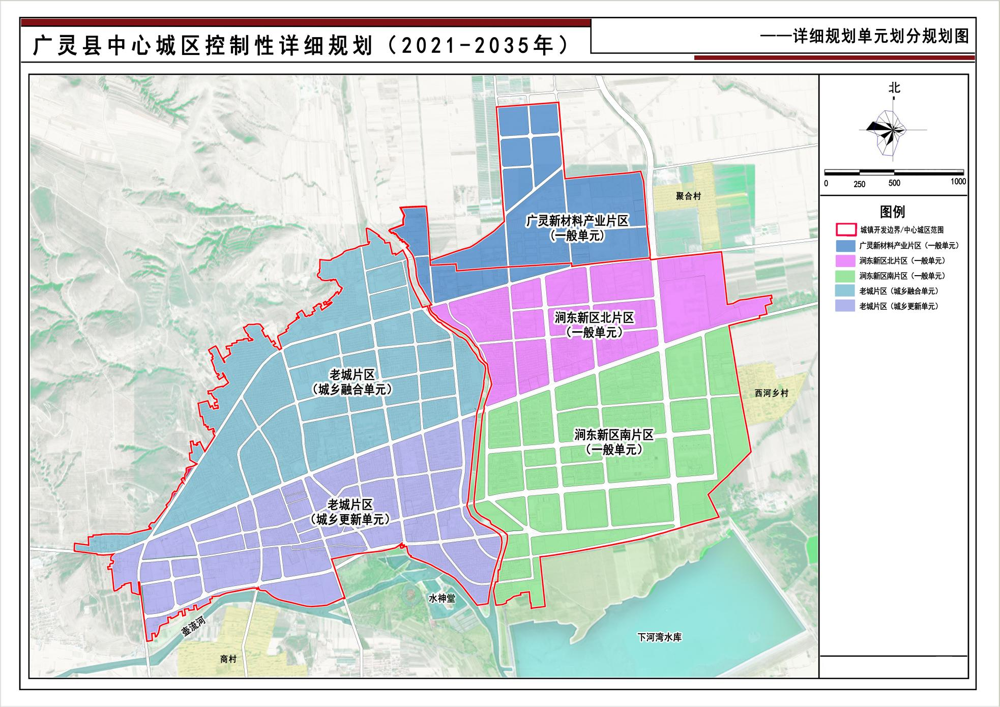 广灵县中心城区控制性详细规划（2021-2035年）
——详细规划单元划分规划图
北
0 250 500 1000
图例
城镇开发边界/中心城区范围
广灵新材料产业片区（一般单元）
涧东新区北片区（一般单元）
涧东新区南片区（一般单元）
老城片区（城乡融合单元）
老城片区（城乡更新单元）
聚合村
广灵新材料产业片区
（一般单元）
涧东新区北片区
（一般单元）
老城片区
（城乡融合单元）
西河乡村
涧东新区南片区
（一般单元）
老城片区
（城乡更新单元）
水神堂
壶流河
下河湾水库
商村